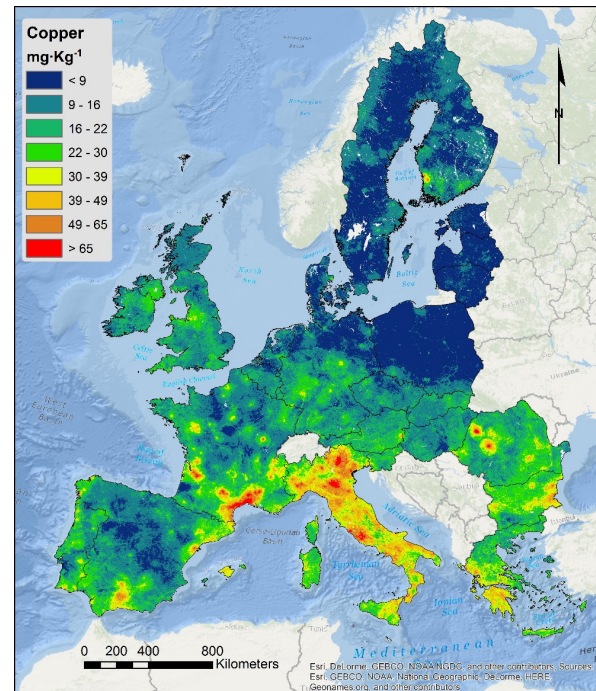 Copper
mg·Kg⁻¹
< 9
9 - 16
16 - 22
22 - 30
30 - 39
39 - 49
49 - 65
> 65
N
North
Sea
Baltic
Sea
Celtic
Sea
English Channel
West
European
Basin
Adriatic Sea
Tyrrhenian
Sea
Ionian
Sea
Mediterranean
0 200 400 800
Kilometers
Esri, DeLorme, GEBCO, NOAA NGDC, and other contributors, Sources:
Esri, GEBCO, NOAA, National Geographic, DeLorme, HERE,
Geonames.org, and other contributors